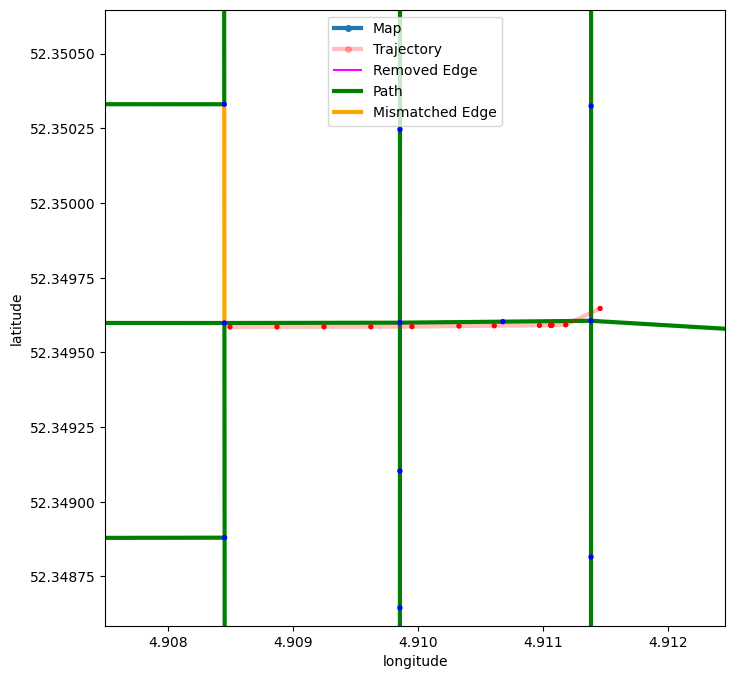 Map
Trajectory
Removed Edge
Path
Mismatched Edge
52.35050
52.35025
52.35000
52.34975
52.34950
52.34925
52.34900
52.34875
latitude
4.908
4.909
4.910
4.911
4.912
longitude